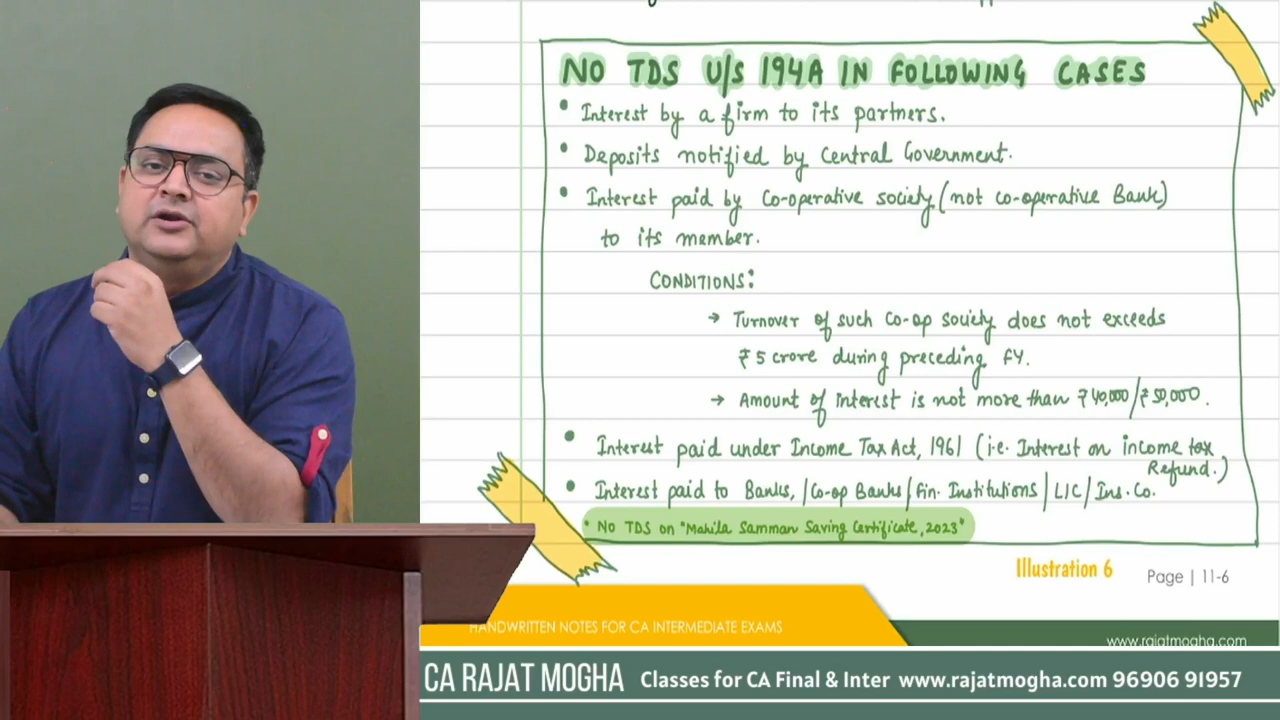 NO TDS U/S 194A IN FOLLOWING CASES
• Interest by a firm to its partners.
• Deposits notified by Central Government.
• Interest paid by Co-operative society (not co-operative Bank)
to its member.
CONDITIONS:
→ Turnover of such Co-op society does not exceeds
₹5 crore during preceding FY.
→ Amount of Interest is not more than ₹40,000/₹50,000.
• Interest paid under Income Tax Act, 1961 (i.e. Interest on income tax
Refund.)
• Interest paid to Banks, /Co-op Banks/Fin. Institutions/LIC/Ins. Co.
* No TDS on "Mahila Samman Saving Certificate, 2023"
Illustration 6
Page | 11-6
HANDWRITTEN NOTES FOR CA INTERMEDIATE EXAMS
www.rajatmogha.com
CA RAJAT MOGHA Classes for CA Final & Inter www.rajatmogha.com 96906 91957